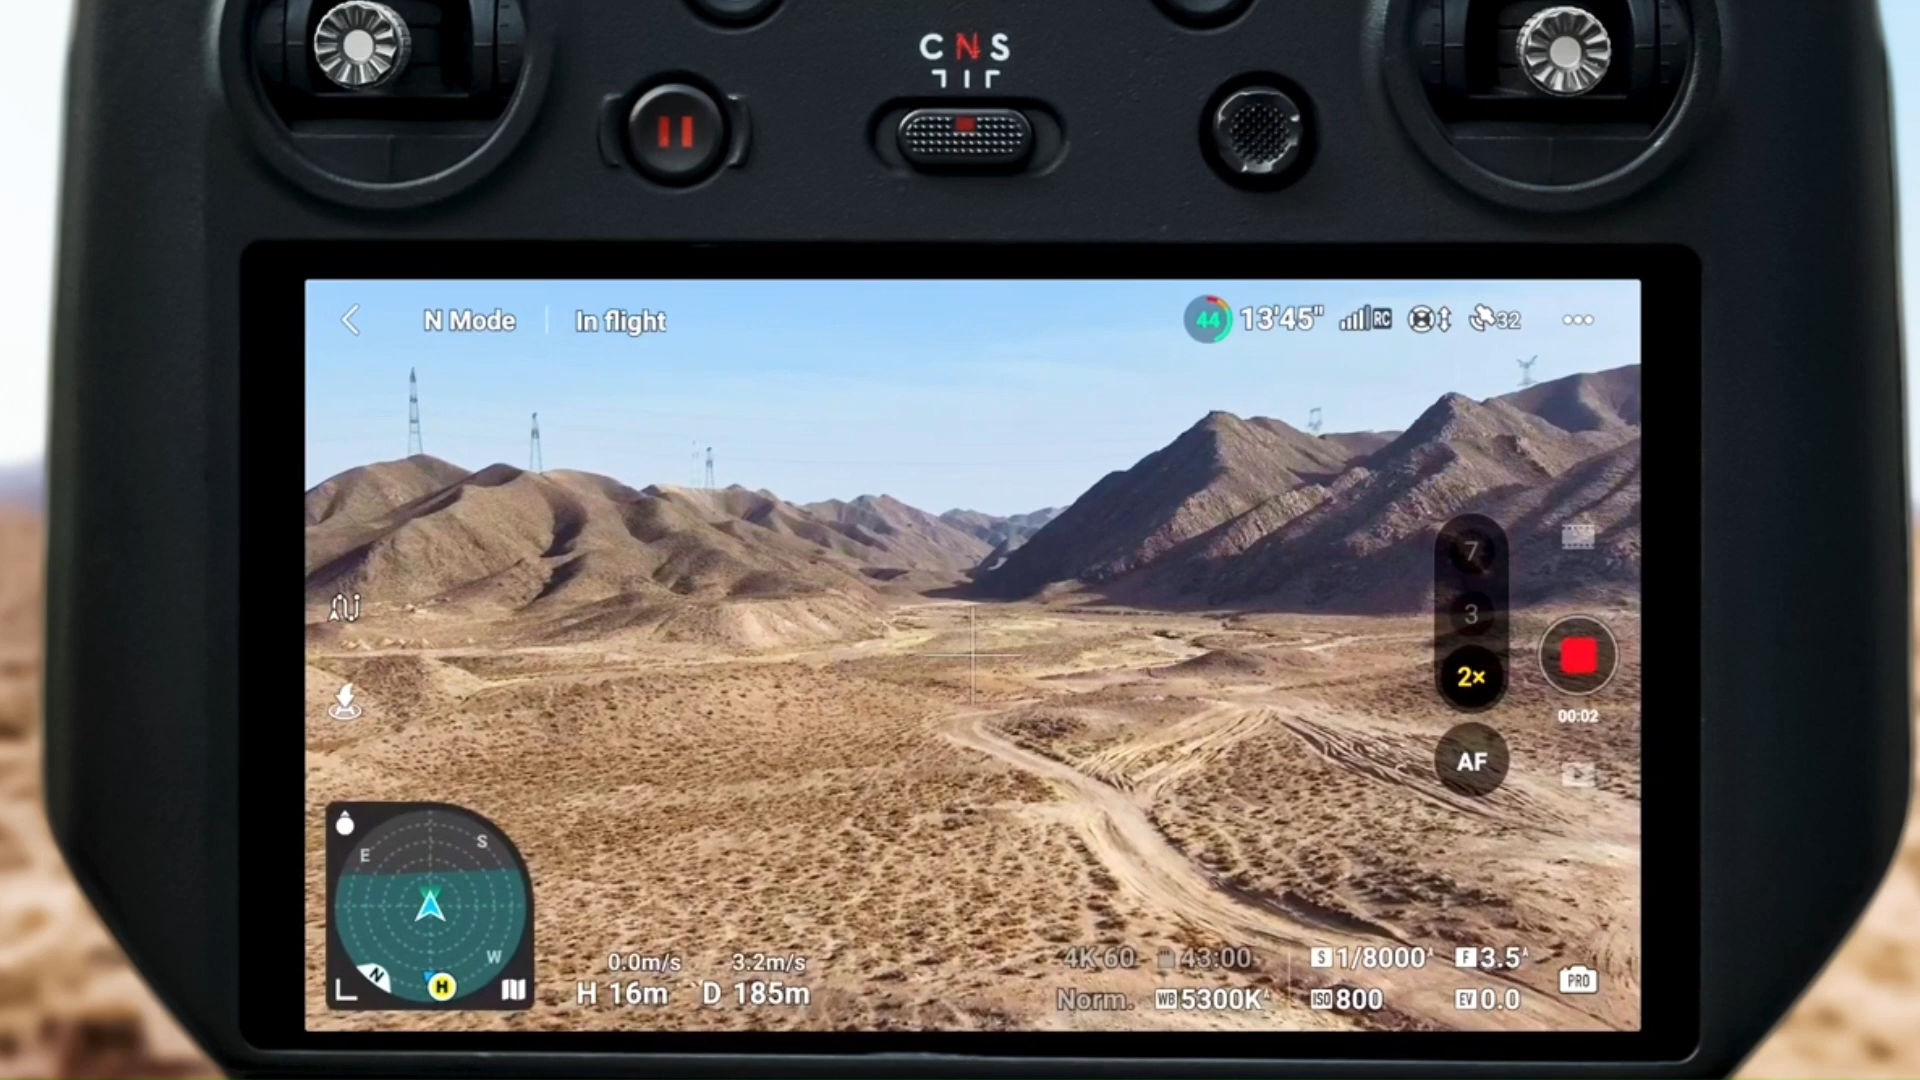 C N S
N Mode
In flight
44
13'45"
RC
32
7
3
2×
00:02
AF
E
S
W
N
H
0.0m/s
3.2m/s
H 16m
D 185m
4K 60
43:00
S 1/8000 A
F 3.5 A
Norm.
WB 5300K A
ISO 800
EV 0.0
PRO